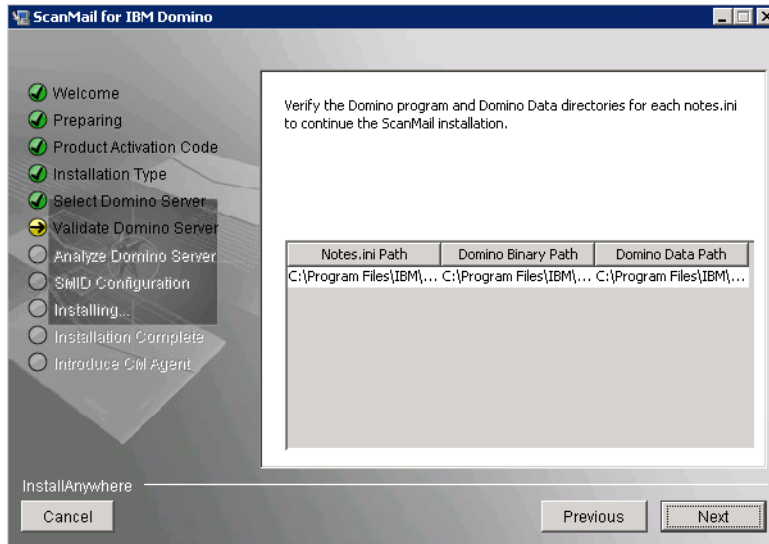 ScanMail for IBM Domino
Welcome
Preparing
Product Activation Code
Installation Type
Select Domino Server
Validate Domino Server
Analyze Domino Server
SMID Configuration
Installing...
Installation Complete
Introduce CM Agent
Verify the Domino program and Domino Data directories for each notes.ini
to continue the ScanMail installation.
Notes.ini Path Domino Binary Path Domino Data Path
C:\Program Files\IBM\... C:\Program Files\IBM\... C:\Program Files\IBM\...
InstallAnywhere
Cancel Previous Next